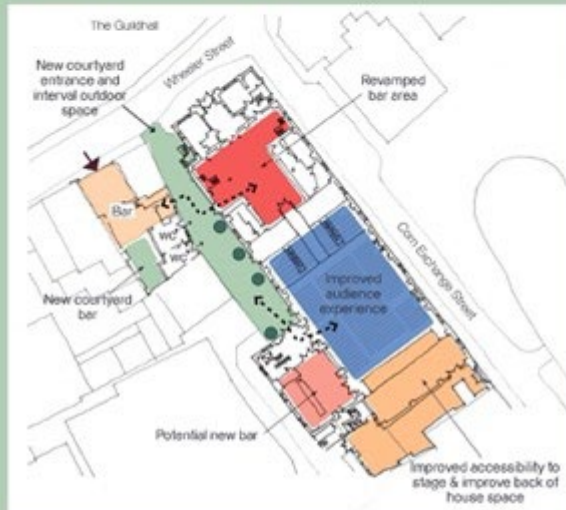 The Guildhall
Wheeler Street
New courtyard
entrance and
interval outdoor
space
Revamped
bar area
Bar
WC
WC
New courtyard
bar
Corn Exchange Street
Improved
audience
experience
Potential new bar
Improved accessibility to
stage & improve back of
house space